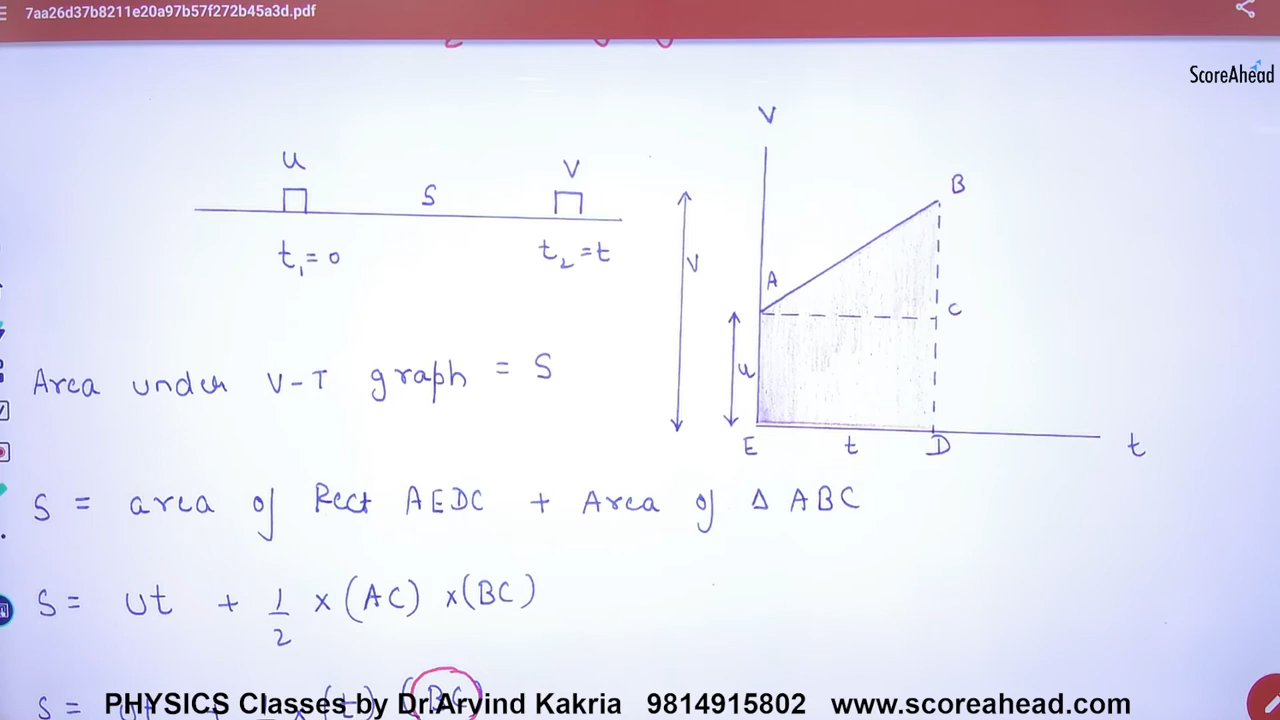 7aa26d37b8211e20a97b57f272b45a3d.pdf
ScoreAhead
u
S
V
t₁ = 0
t₂ = t
V
B
A
V
C
u
E
t
D
t
Area under V-T graph = S
S = area of Rect AEDC + Area of Δ ABC
S = ut + 1/2 × (AC) × (BC)
S =
PHYSICS Classes by Dr.Arvind Kakria 9814915802 www.scoreahead.com